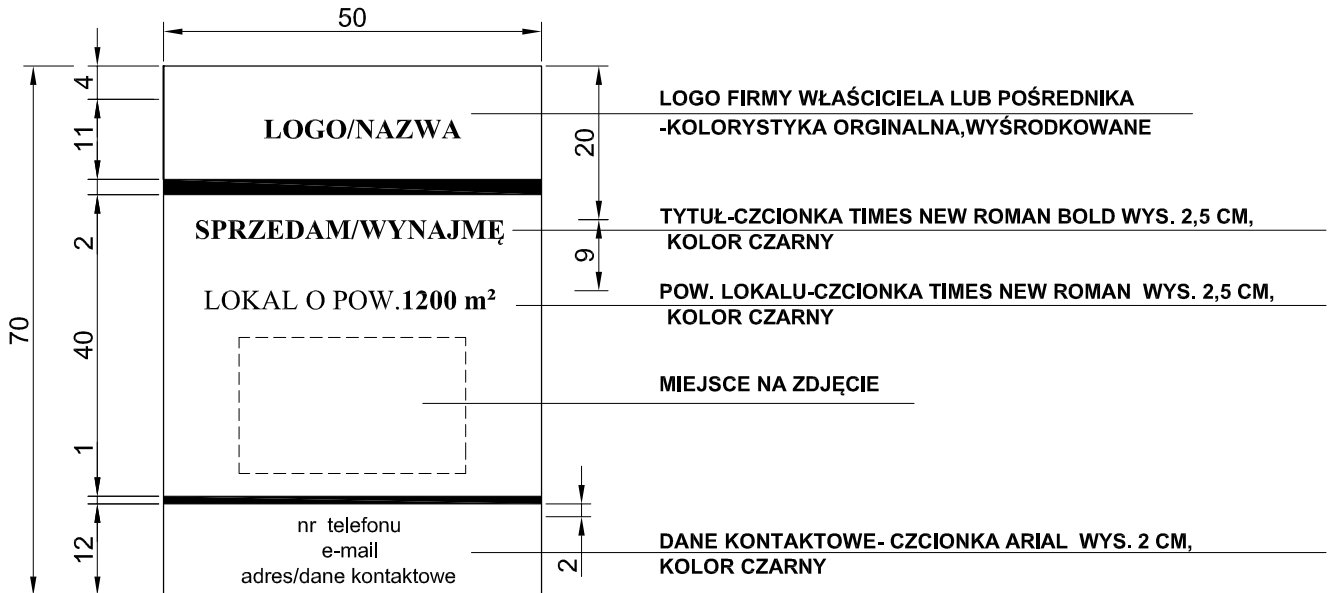 50
4
11
2
40
1
12
70
20
9
2
LOGO/NAZWA
LOGO FIRMY WŁAŚCICIELA LUB POŚREDNIKA
-KOLORYSTYKA ORGINALNA,WYŚRODKOWANE
SPRZEDAM/WYNAJMĘ
TYTUŁ-CZCIONKA TIMES NEW ROMAN BOLD WYS. 2,5 CM,
KOLOR CZARNY
LOKAL O POW.1200 m²
POW. LOKALU-CZCIONKA TIMES NEW ROMAN WYS. 2,5 CM,
KOLOR CZARNY
MIEJSCE NA ZDJĘCIE
nr telefonu
e-mail
adres/dane kontaktowe
DANE KONTAKTOWE- CZCIONKA ARIAL WYS. 2 CM,
KOLOR CZARNY